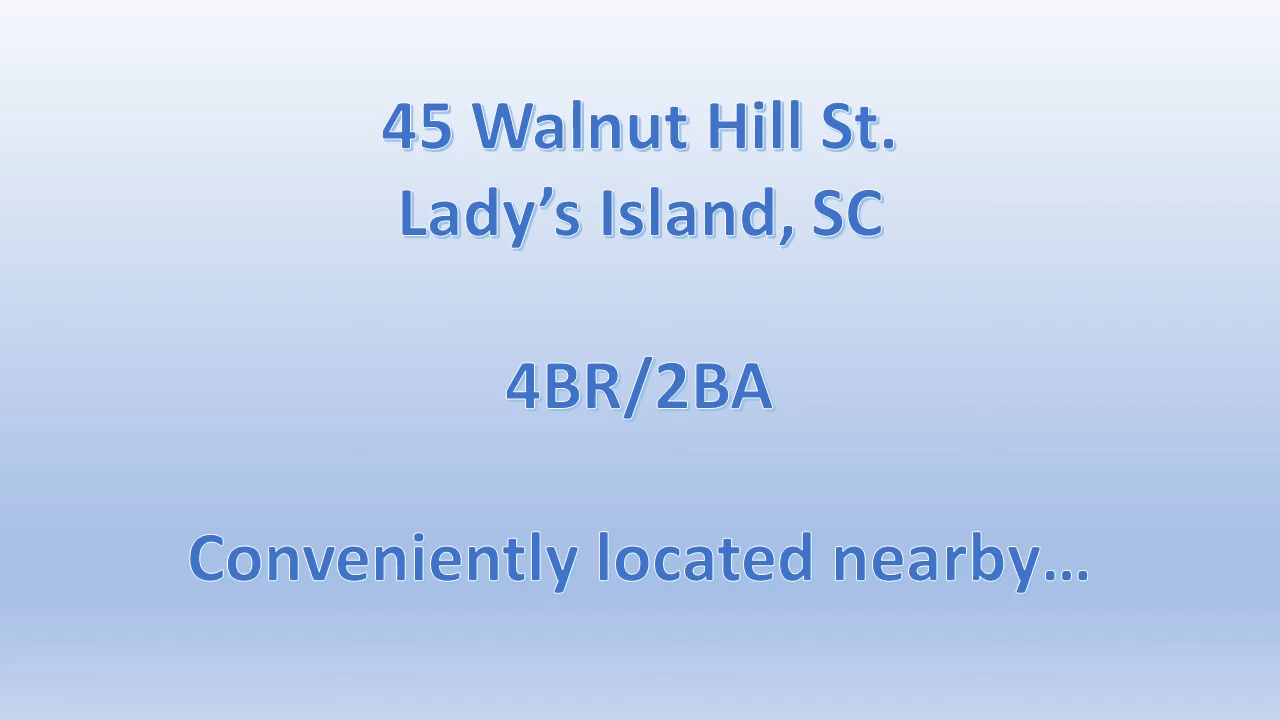 45 Walnut Hill St.
Lady’s Island, SC
4BR/2BA
Conveniently located nearby…